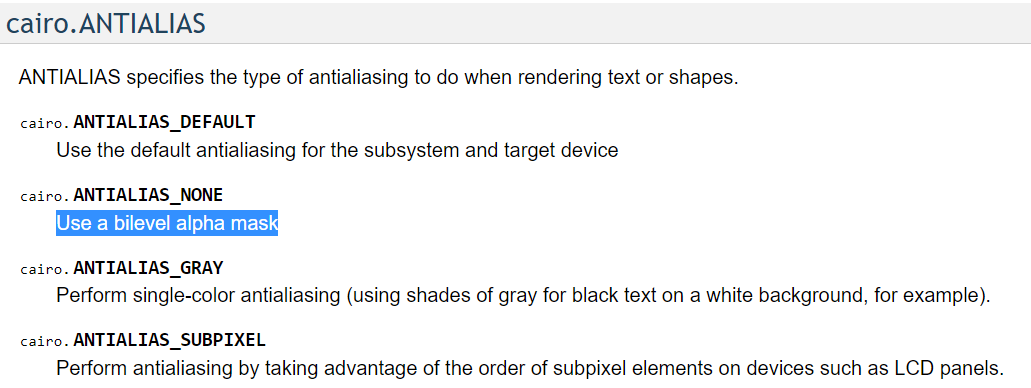 cairo.ANTIALIAS
ANTIALIAS specifies the type of antialiasing to do when rendering text or shapes.
cairo.ANTIALIAS_DEFAULT
Use the default antialiasing for the subsystem and target device
cairo.ANTIALIAS_NONE
Use a bilevel alpha mask
cairo.ANTIALIAS_GRAY
Perform single-color antialiasing (using shades of gray for black text on a white background, for example).
cairo.ANTIALIAS_SUBPIXEL
Perform antialiasing by taking advantage of the order of subpixel elements on devices such as LCD panels.